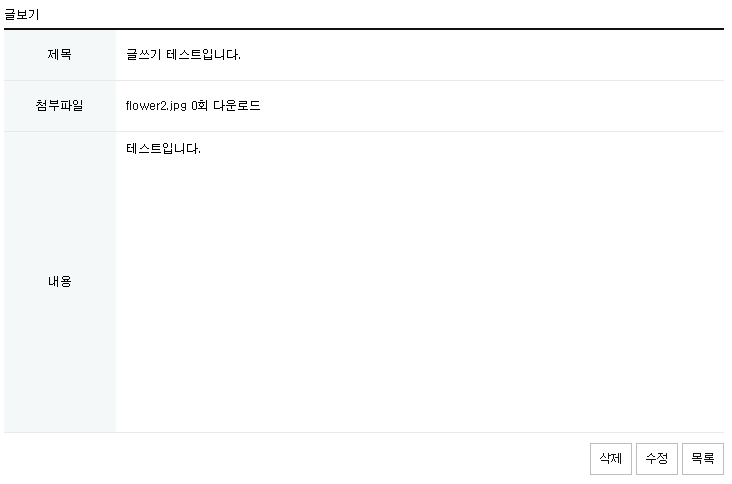 글보기
제목 글쓰기 테스트입니다.
첨부파일 flower2.jpg 0회 다운로드
내용 테스트입니다.
삭제 수정 목록